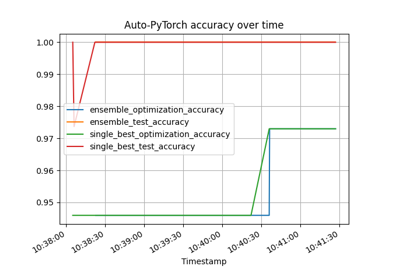 Auto-PyTorch accuracy over time
1.00
0.99
0.98
0.97
0.96
0.95
ensemble_optimization_accuracy
ensemble_test_accuracy
single_best_optimization_accuracy
single_best_test_accuracy
10:38:00
10:38:30
10:39:00
10:39:30
10:40:00
10:40:30
10:41:00
10:41:30
Timestamp